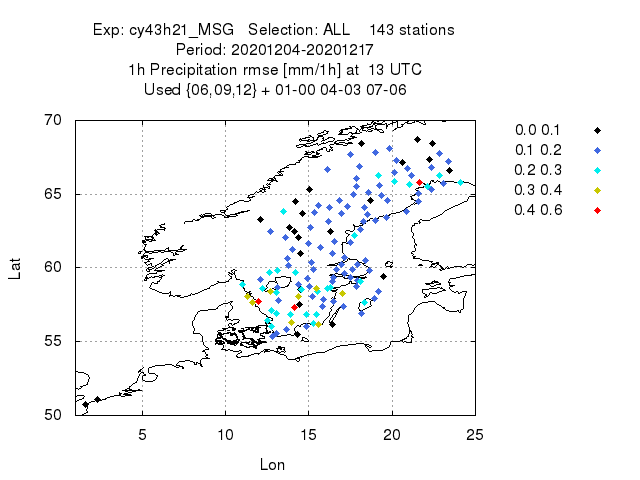 Exp: cy43h21_MSG   Selection: ALL    143 stations
Period: 20201204-20201217
1h Precipitation rmse [mm/1h] at  13 UTC
Used {06,09,12} + 01-00 04-03 07-06
70
65
60
55
50
Lat
5 10 15 20 25
Lon
0.0 0.1
0.1 0.2
0.2 0.3
0.3 0.4
0.4 0.6